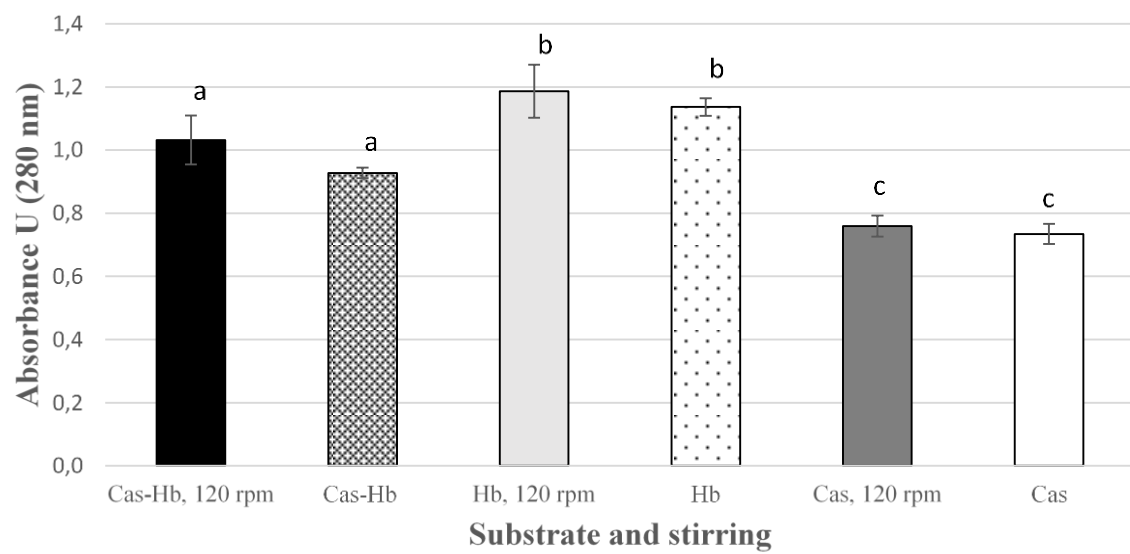 1,4
1,2
1,0
0,8
0,6
0,4
0,2
0,0
Absorbance U (280 nm)
a
a
b
b
c
c
Cas-Hb, 120 rpm
Cas-Hb
Hb, 120 rpm
Hb
Cas, 120 rpm
Cas
Substrate and stirring